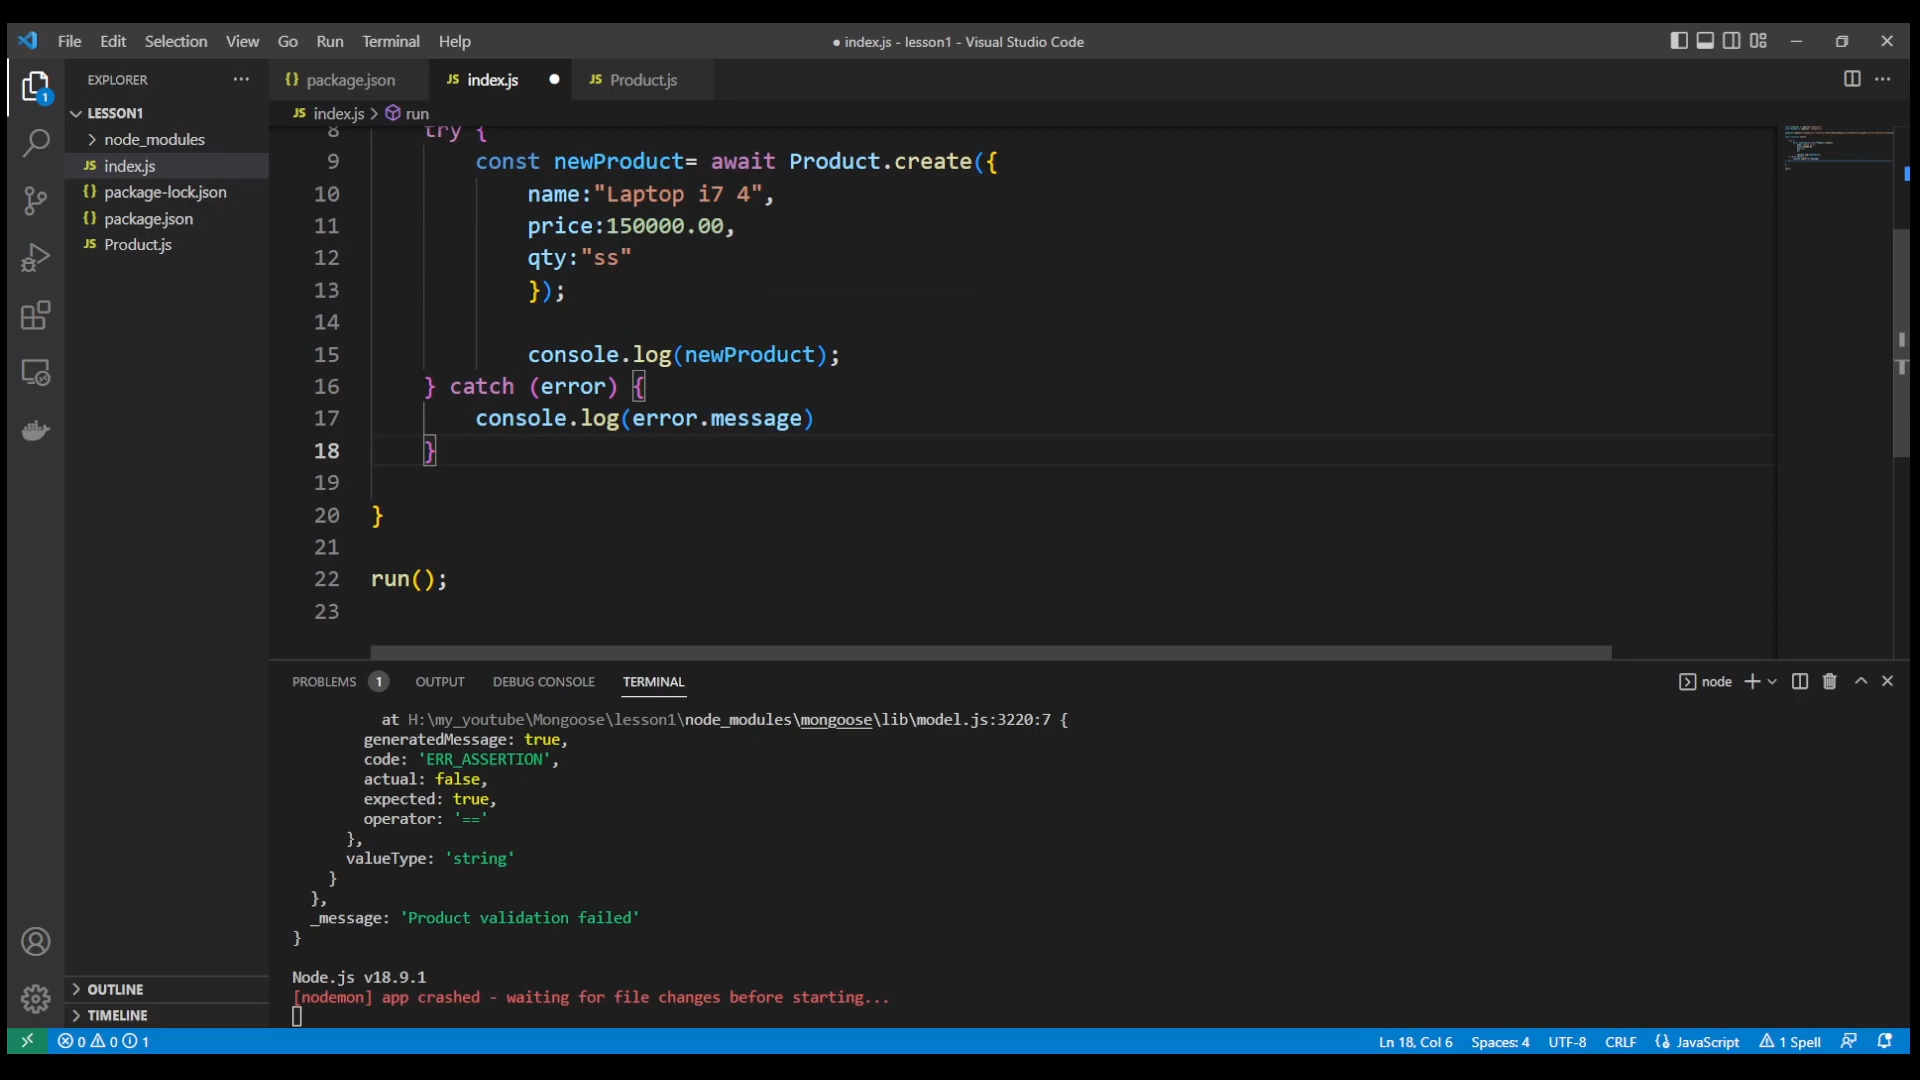 File Edit Selection View Go Run Terminal Help
● index.js - lesson1 - Visual Studio Code
EXPLORER ...
{} package.json
JS index.js ●
JS Product.js
LESSON1
node_modules
JS index.js
{} package-lock.json
{} package.json
JS Product.js
OUTLINE
TIMELINE
JS index.js > run
8 try {
9 const newProduct= await Product.create({
10 name:"Laptop i7 4",
11 price:150000.00,
12 qty:"ss"
13 });
14
15 console.log(newProduct);
16 } catch (error) {
17 console.log(error.message)
18 }
19
20 }
21
22 run();
23
PROBLEMS 1 OUTPUT DEBUG CONSOLE TERMINAL
node
at H:\my_youtube\Mongoose\lesson1\node_modules\mongoose\lib\model.js:3220:7 {
generatedMessage: true,
code: 'ERR_ASSERTION',
actual: false,
expected: true,
operator: '=='
},
valueType: 'string'
}
},
_message: 'Product validation failed'
}
Node.js v18.9.1
[nodemon] app crashed - waiting for file changes before starting...
0 0 1
Ln 18, Col 6 Spaces: 4 UTF-8 CRLF {} JavaScript 1 Spell